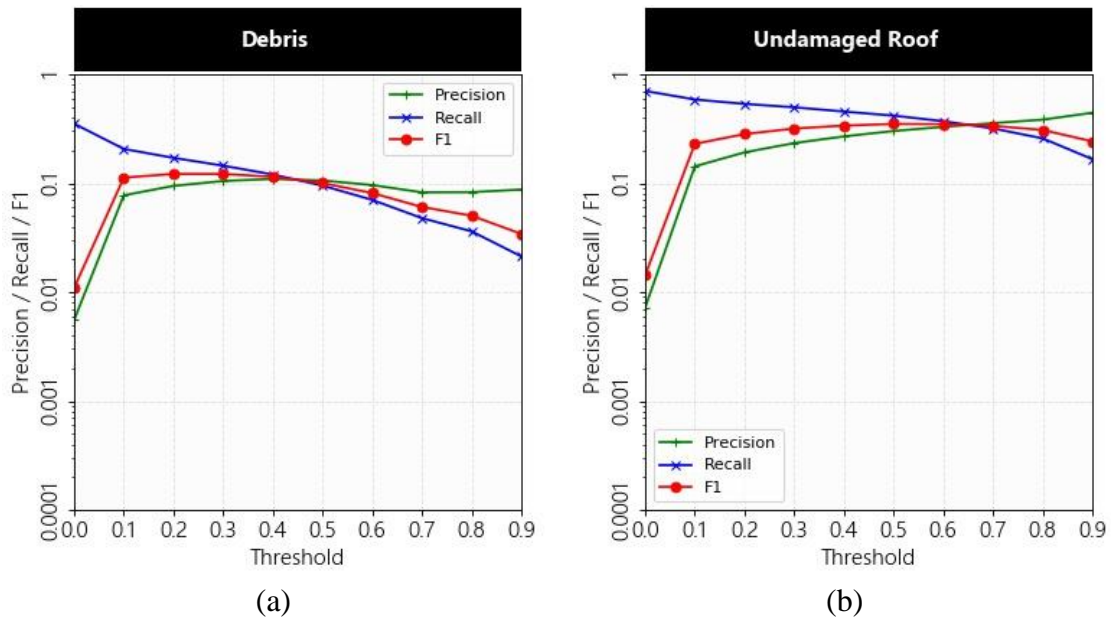 Debris
Precision / Recall / F1
1
0.1
0.01
0.001
0.0001
Precision
Recall
F1
0.0 0.1 0.2 0.3 0.4 0.5 0.6 0.7 0.8 0.9
Threshold
(a)
Undamaged Roof
Precision / Recall / F1
1
0.1
0.01
0.001
0.0001
Precision
Recall
F1
0.0 0.1 0.2 0.3 0.4 0.5 0.6 0.7 0.8 0.9
Threshold
(b)